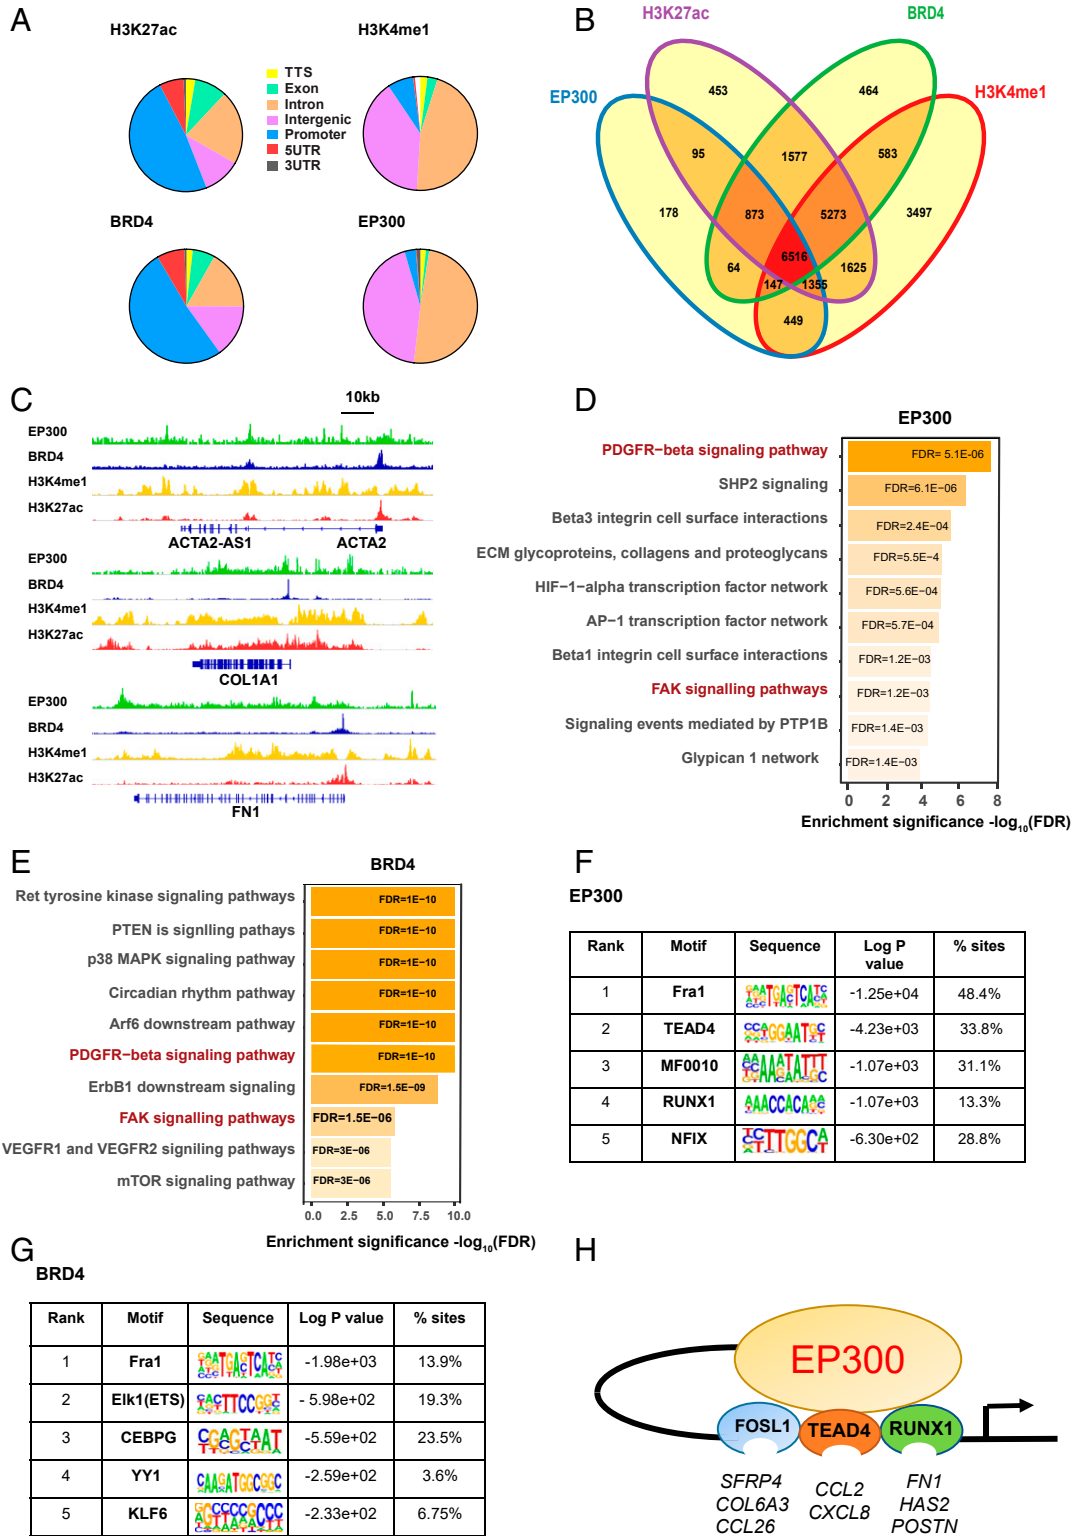 A
H3K27ac
H3K4me1
TTS
Exon
Intron
Intergenic
Promoter
5UTR
3UTR
BRD4
EP300
B
H3K27ac
BRD4
EP300
H3K4me1
453
464
95
1577
583
178
873
5273
3497
64
6516
1625
147
1355
449
C
10kb
EP300
BRD4
H3K4me1
H3K27ac
ACTA2-AS1
ACTA2
EP300
BRD4
H3K4me1
H3K27ac
COL1A1
EP300
BRD4
H3K4me1
H3K27ac
FN1
D
EP300
PDGFR−beta signaling pathway
FDR= 5.1E-06
SHP2 signaling
FDR=6.1E−06
Beta3 integrin cell surface interactions
FDR=2.4E−04
ECM glycoproteins, collagens and proteoglycans
FDR=5.5E−4
HIF−1−alpha transcription factor network
FDR=5.6E−04
AP−1 transcription factor network
FDR=5.7E−04
Beta1 integrin cell surface interactions
FDR=1.2E−03
FAK signalling pathways
FDR=1.2E−03
Signaling events mediated by PTP1B
FDR=1.4E−03
Glypican 1 network
FDR=1.4E−03
0 2 4 6 8
Enrichment significance -log10(FDR)
E
BRD4
Ret tyrosine kinase signaling pathways
FDR=1E−10
PTEN is signlling pathays
FDR=1E−10
p38 MAPK signaling pathway
FDR=1E−10
Circadian rhythm pathway
FDR=1E−10
Arf6 downstream pathway
FDR=1E−10
PDGFR−beta signaling pathway
FDR=1E−10
ErbB1 downstream signaling
FDR=1.5E−09
FAK signalling pathways
FDR=1.5E−06
VEGFR1 and VEGFR2 signiling pathways
FDR=3E−06
mTOR signaling pathway
FDR=3E−06
0.0 2.5 5.0 7.5 10.0
Enrichment significance -log10(FDR)
F
EP300
Rank Motif Sequence Log P value % sites
1 Fra1 -1.25e+04 48.4%
2 TEAD4 -4.23e+03 33.8%
3 MF0010 -1.07e+03 31.1%
4 RUNX1 -1.07e+03 13.3%
5 NFIX -6.30e+02 28.8%
G
BRD4
Rank Motif Sequence Log P value % sites
1 Fra1 -1.98e+03 13.9%
2 Elk1(ETS) - 5.98e+02 19.3%
3 CEBPG -5.59e+02 23.5%
4 YY1 -2.59e+02 3.6%
5 KLF6 -2.33e+02 6.75%
H
EP300
FOSL1
TEAD4
RUNX1
SFRP4
COL6A3
CCL26
CCL2
CXCL8
FN1
HAS2
POSTN